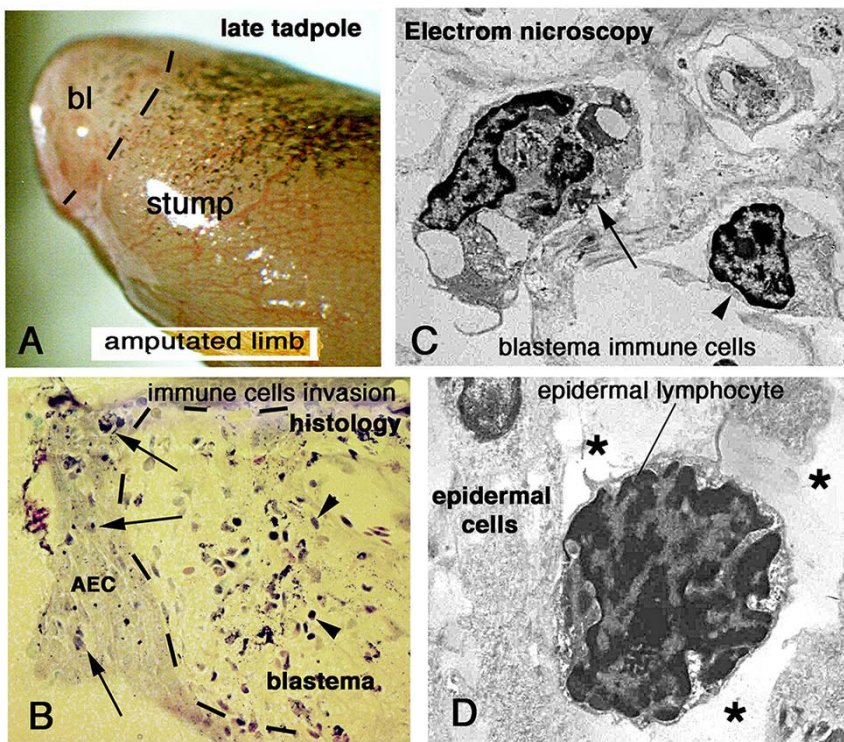 late tadpole
bl
stump
A
amputated limb
Electrom nicroscopy
C
blastema immune cells
immune cells invasion
histology
AEC
blastema
B
epidermal lymphocyte
*
*
epidermal
cells
*
D